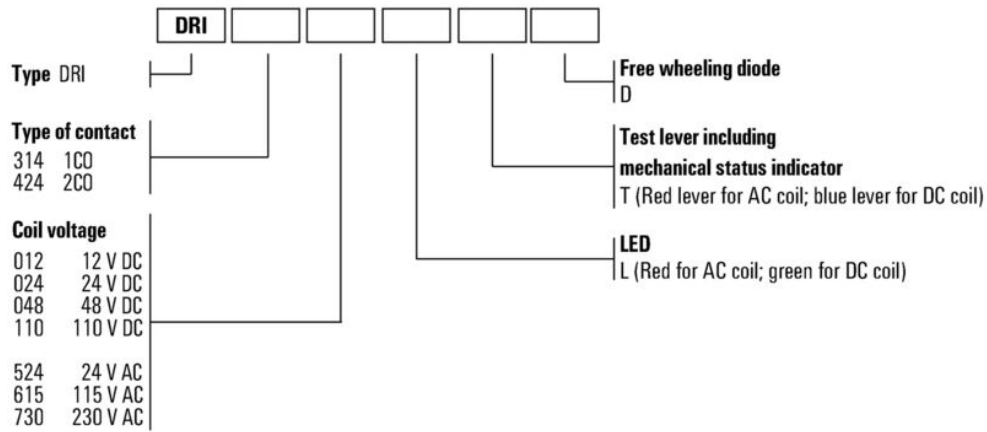 DRI
Type DRI
Type of contact
314 1CO
424 2CO
Coil voltage
012 12 V DC
024 24 V DC
048 48 V DC
110 110 V DC
524 24 V AC
615 115 V AC
730 230 V AC
Free wheeling diode
D
Test lever including
mechanical status indicator
T (Red lever for AC coil; blue lever for DC coil)
LED
L (Red for AC coil; green for DC coil)